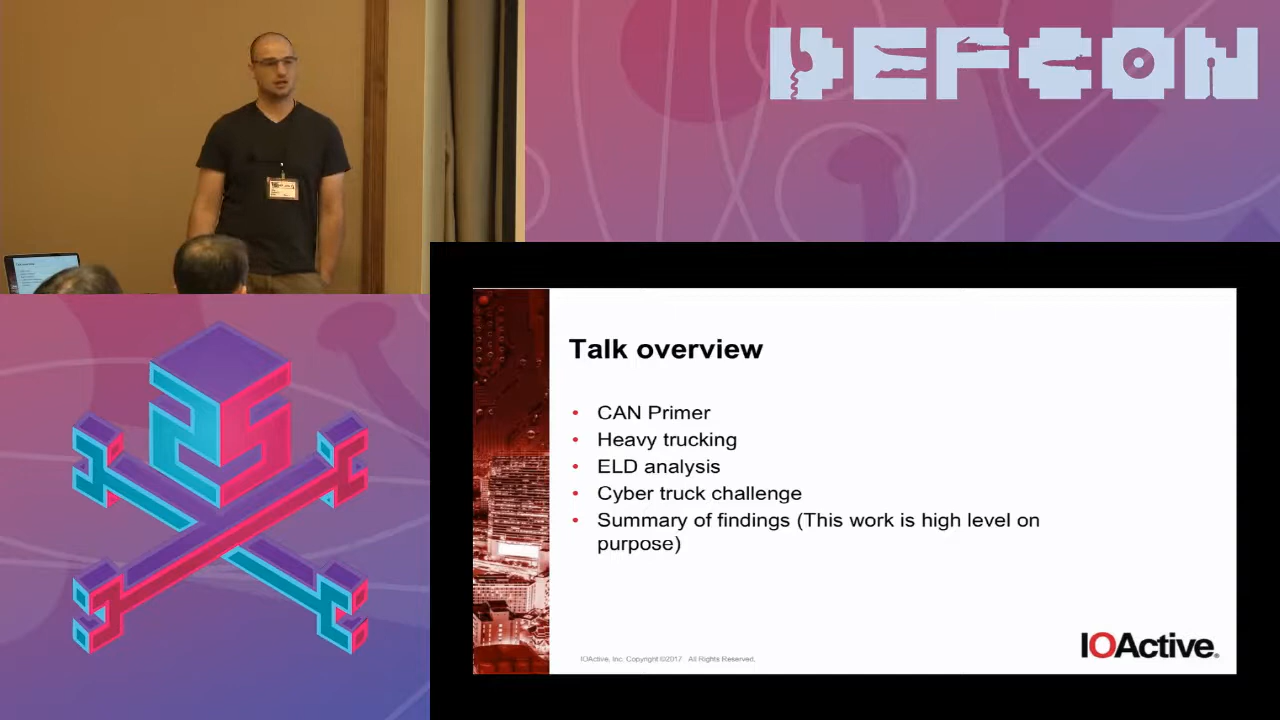 DEFCON
Talk overview
• CAN Primer
• Heavy trucking
• ELD analysis
• Cyber truck challenge
• Summary of findings (This work is high level on
purpose)
IOActive, Inc. Copyright ©2017 All Rights Reserved.
IOActive.